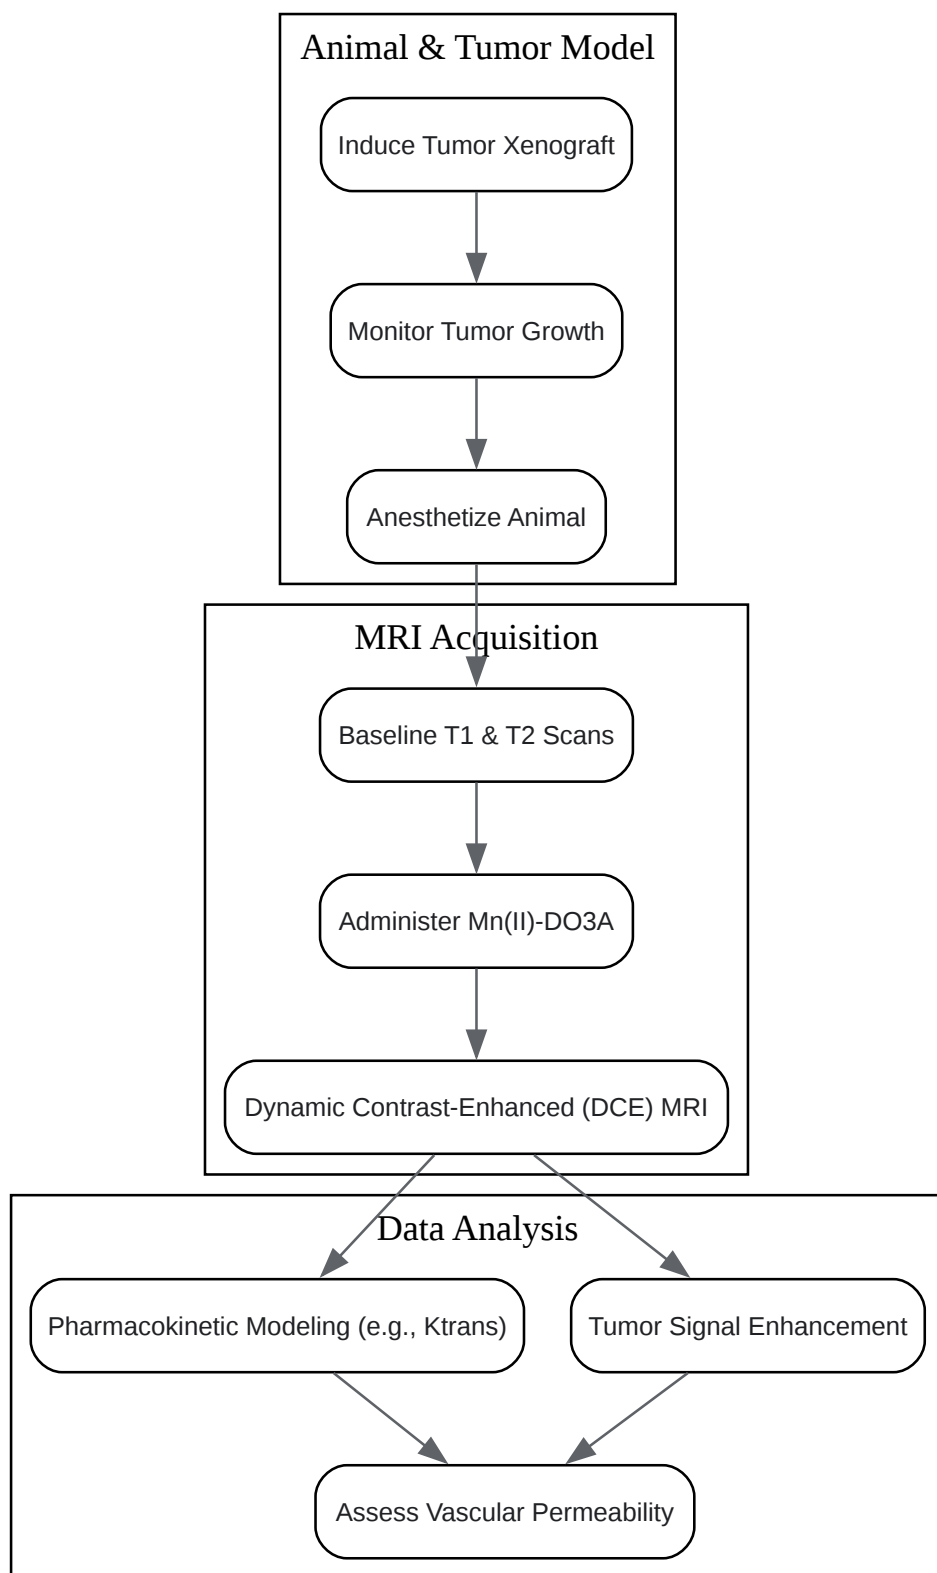 Animal & Tumor Model
Induce Tumor Xenograft
Monitor Tumor Growth
Anesthetize Animal
MRI Acquisition
Baseline T1 & T2 Scans
Administer Mn(II)-DO3A
Dynamic Contrast-Enhanced (DCE) MRI
Data Analysis
Pharmacokinetic Modeling (e.g., Ktrans)
Tumor Signal Enhancement
Assess Vascular Permeability